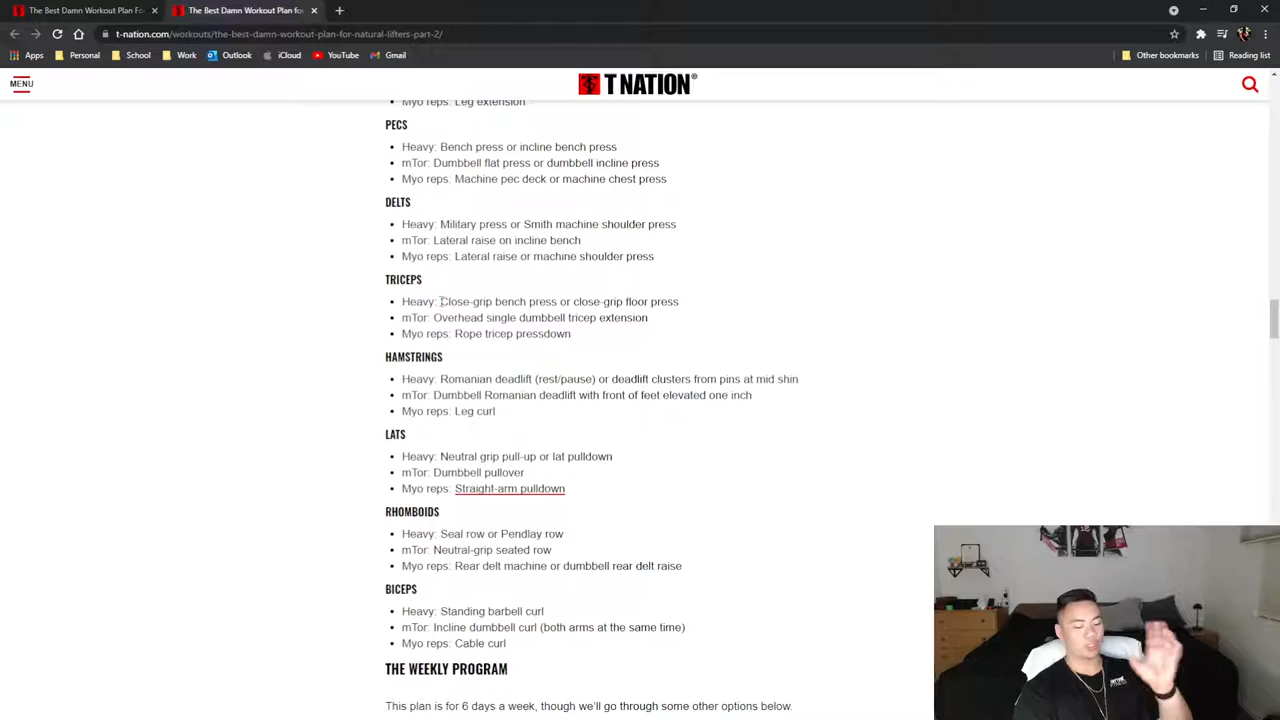 The Best Damn Workout Plan For
The Best Damn Workout Plan for
t-nation.com/workouts/the-best-damn-workout-plan-for-natural-lifters-part-2/
Apps Personal School Work Outlook iCloud YouTube Gmail Other bookmarks Reading list
MENU T NATION®
Myo reps: Leg extension
PECS
Heavy: Bench press or incline bench press
mTor: Dumbbell flat press or dumbbell incline press
Myo reps: Machine pec deck or machine chest press
DELTS
Heavy: Military press or Smith machine shoulder press
mTor: Lateral raise on incline bench
Myo reps: Lateral raise or machine shoulder press
TRICEPS
Heavy: Close-grip bench press or close-grip floor press
mTor: Overhead single dumbbell tricep extension
Myo reps: Rope tricep pressdown
HAMSTRINGS
Heavy: Romanian deadlift (rest/pause) or deadlift clusters from pins at mid shin
mTor: Dumbbell Romanian deadlift with front of feet elevated one inch
Myo reps: Leg curl
LATS
Heavy: Neutral grip pull-up or lat pulldown
mTor: Dumbbell pullover
Myo reps: Straight-arm pulldown
RHOMBOIDS
Heavy: Seal row or Pendlay row
mTor: Neutral-grip seated row
Myo reps: Rear delt machine or dumbbell rear delt raise
BICEPS
Heavy: Standing barbell curl
mTor: Incline dumbbell curl (both arms at the same time)
Myo reps: Cable curl
THE WEEKLY PROGRAM
This plan is for 6 days a week, though we'll go through some other options below.